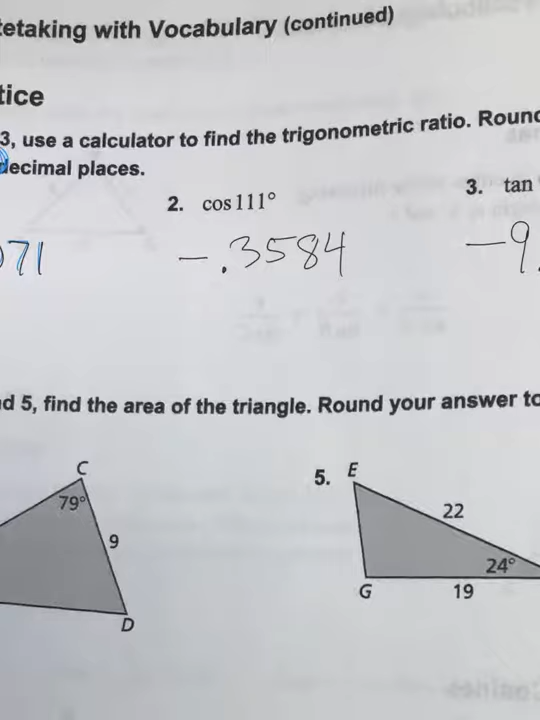 etaking with Vocabulary (continued)
tice
3, use a calculator to find the trigonometric ratio. Round
decimal places.
2. cos 111°
3. tan
071
-.3584
-9.
d 5, find the area of the triangle. Round your answer to
C
79°
9
D
5.
E
22
24°
G
19